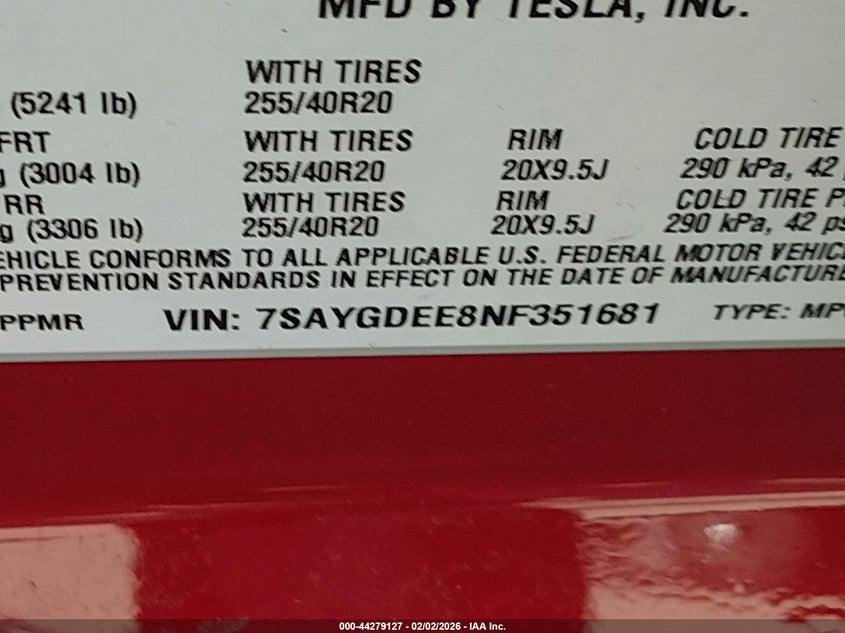 MFD BY TESLA, INC.
WITH TIRES
(5241 lb) 255/40R20
FRT WITH TIRES RIM COLD TIRE
g (3004 lb) 255/40R20 20X9.5J 290 kPa, 42
RR WITH TIRES RIM COLD TIRE P
g (3306 lb) 255/40R20 20X9.5J 290 kPa, 42 ps
EHICLE CONFORMS TO ALL APPLICABLE U.S. FEDERAL MOTOR VEHIC
PREVENTION STANDARDS IN EFFECT ON THE DATE OF MANUFACTURE
PPMR VIN: 7SAYGDEE8NF351681 TYPE: MP
000-44279127 - 02/02/2026 - IAA Inc.